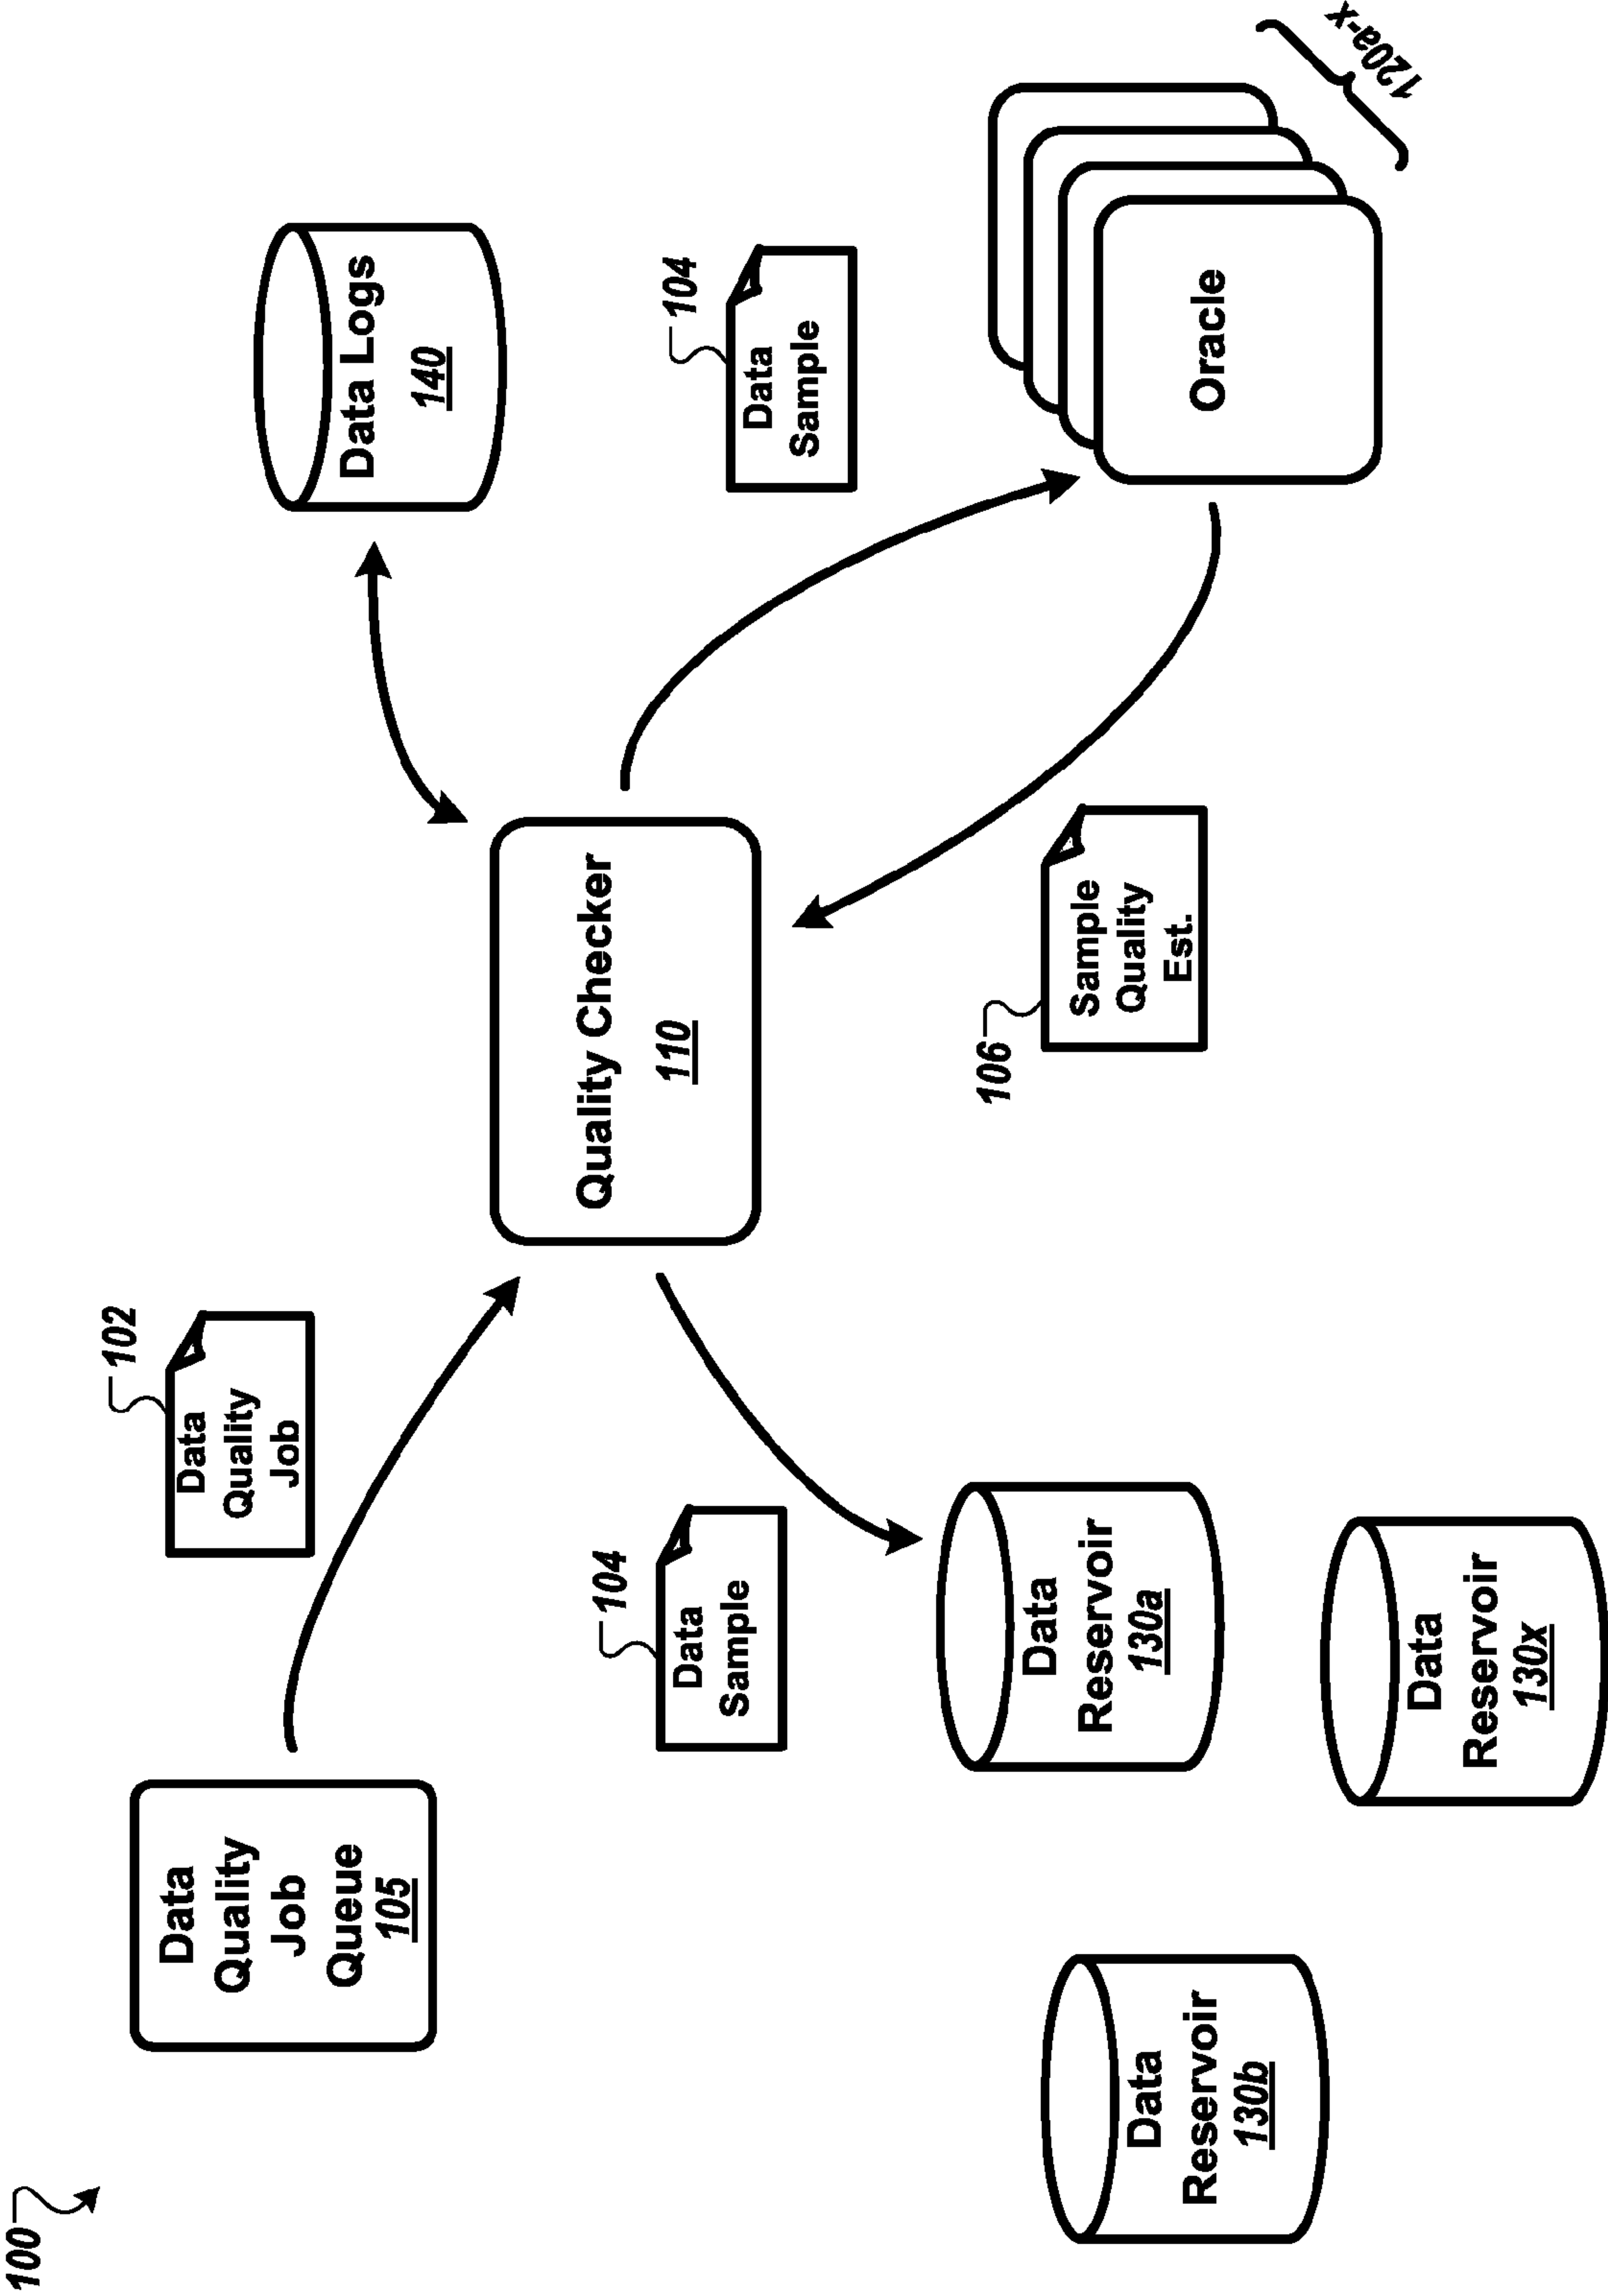 100
102
Data
Quality
Job
Data
Quality
Job
Queue
105
Data Logs
140
104
Data
Sample
Quality Checker
110
104
Data
Sample
Oracle
120a-x
106
Sample
Quality
Est.
Data
Reservoir
130a
Data
Reservoir
130b
Data
Reservoir
130x